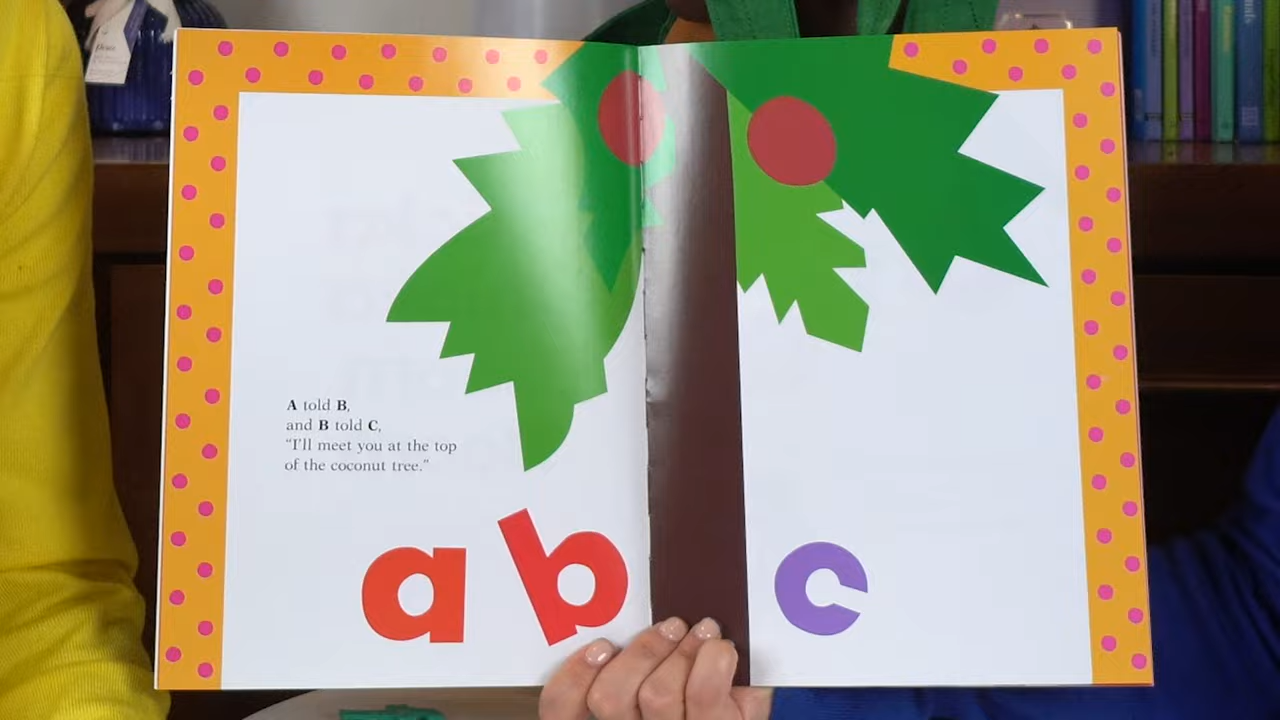 A told B,
and B told C,
“I’ll meet you at the top
of the coconut tree.”
a b c